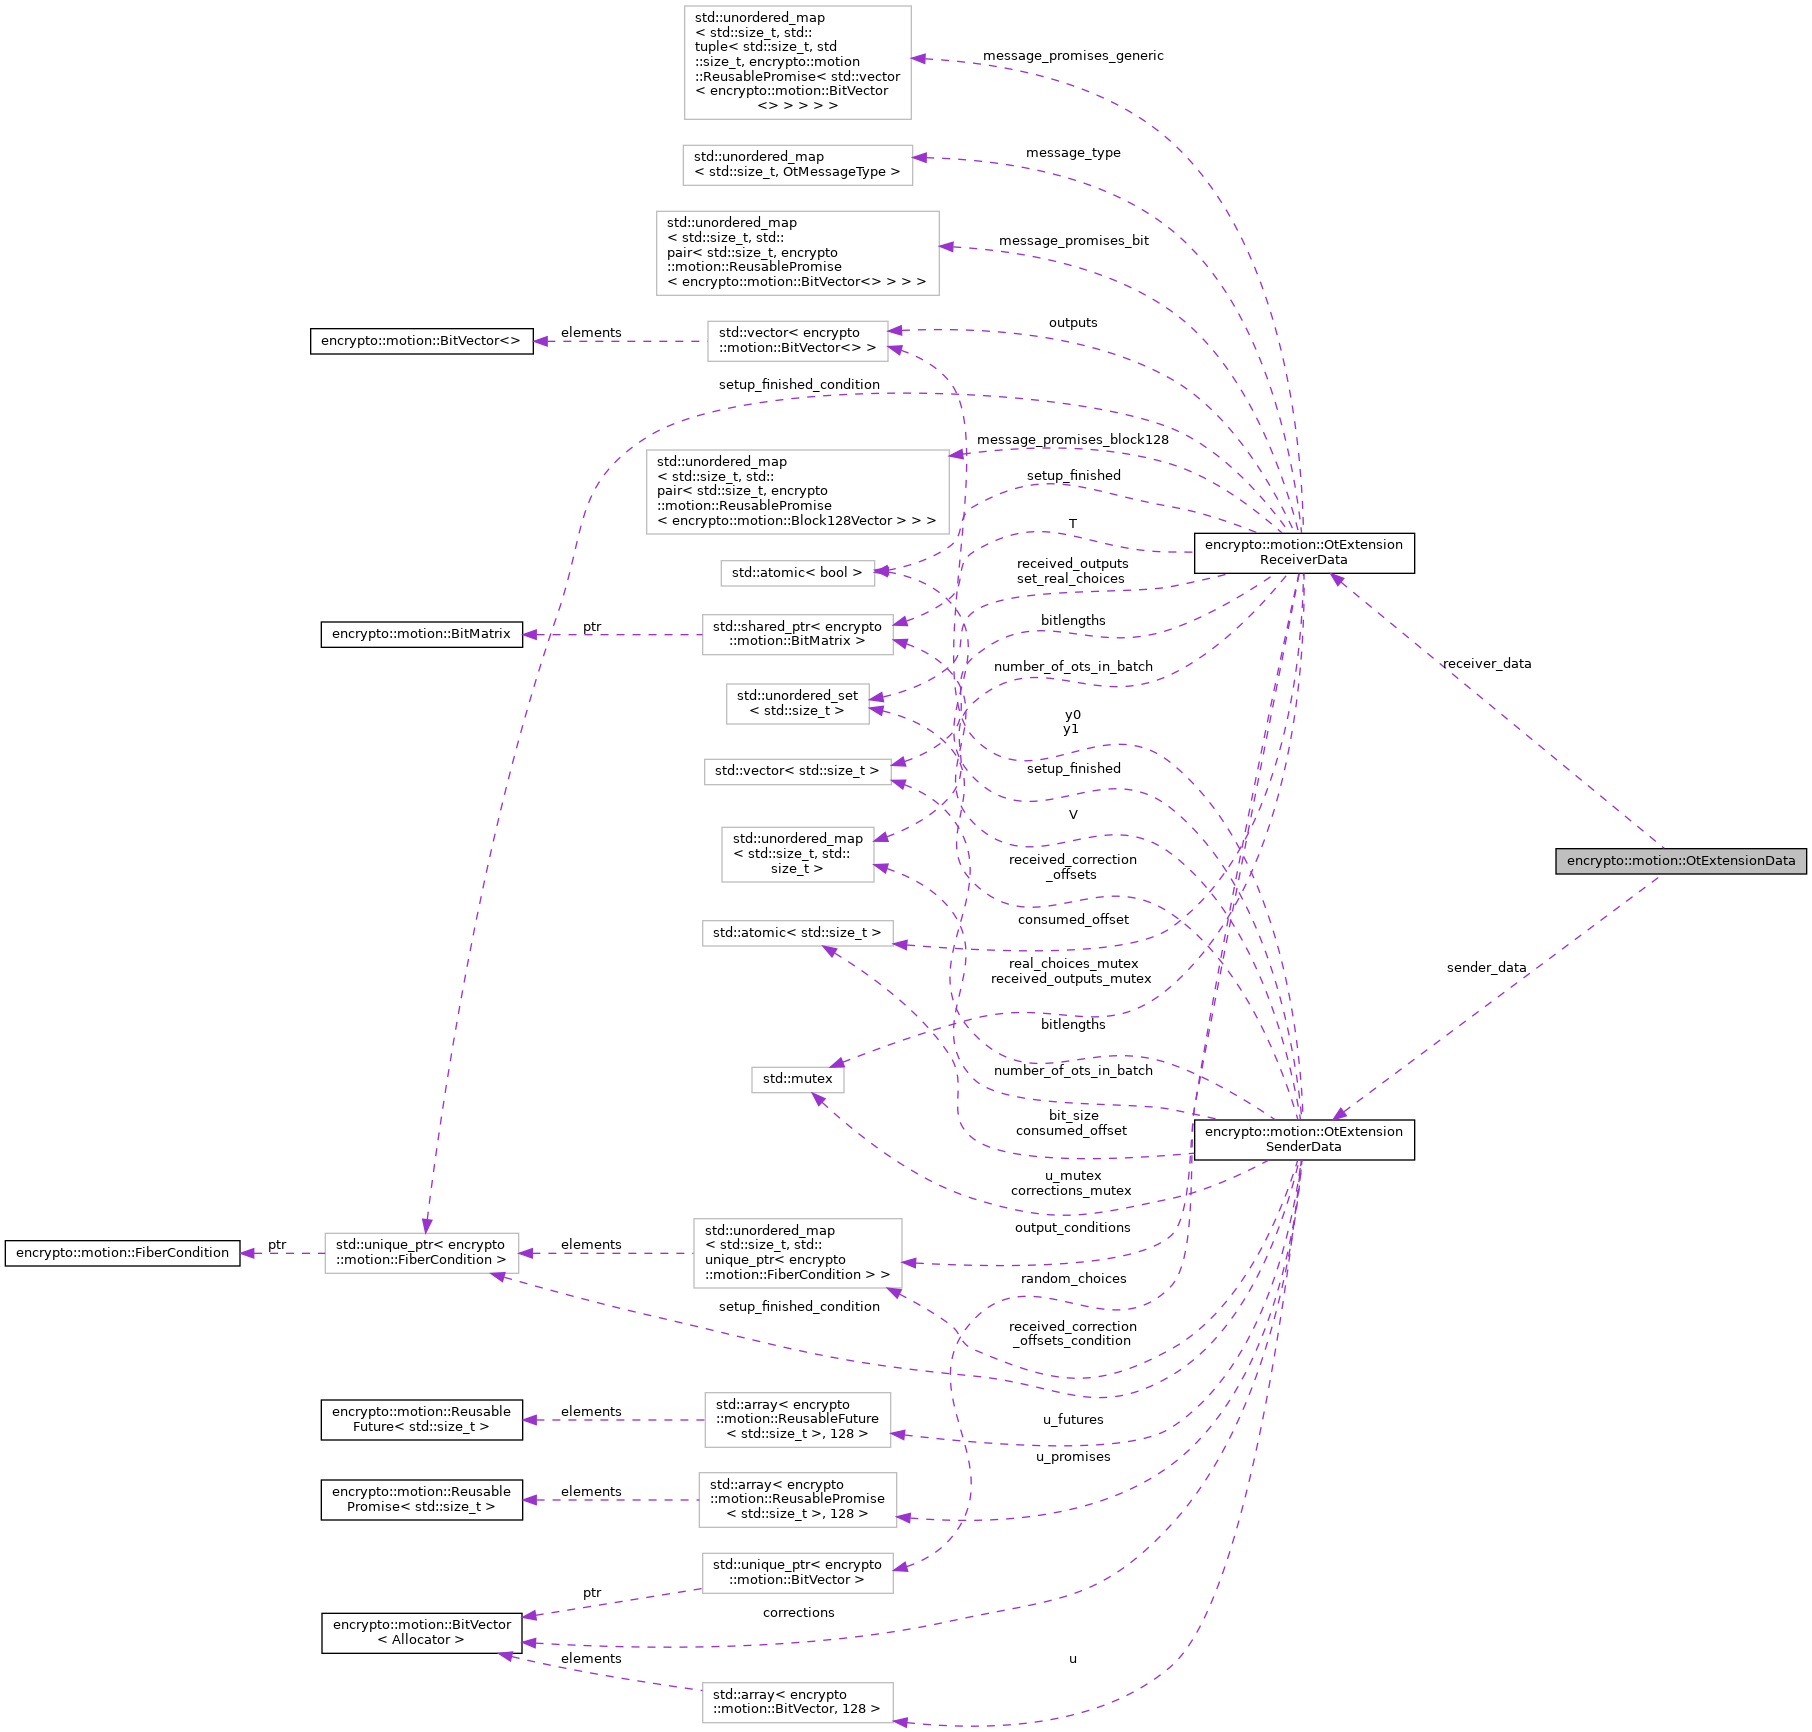 std::unordered_map
< std::size_t, std::
tuple< std::size_t, std
::size_t, encrypto::motion
::ReusablePromise< std::vector
< encrypto::motion::BitVector
<> > > > >
message_promises_generic
std::unordered_map
< std::size_t, OtMessageType >
message_type
std::unordered_map
< std::size_t, std::
pair< std::size_t, encrypto
::motion::ReusablePromise
< encrypto::motion::BitVector<> > > >
message_promises_bit
encrypto::motion::BitVector<>
elements
std::vector< encrypto
::motion::BitVector<> >
outputs
setup_finished_condition
std::unordered_map
< std::size_t, std::
pair< std::size_t, encrypto
::motion::ReusablePromise
< encrypto::motion::Block128Vector > > >
message_promises_block128
setup_finished
T
encrypto::motion::OtExtension
ReceiverData
std::atomic< bool >
received_outputs
set_real_choices
encrypto::motion::BitMatrix
ptr
std::shared_ptr< encrypto
::motion::BitMatrix >
bitlengths
number_of_ots_in_batch
receiver_data
std::unordered_set
< std::size_t >
y0
y1
std::vector< std::size_t >
setup_finished
V
std::unordered_map
< std::size_t, std::
size_t >
received_correction
_offsets
encrypto::motion::OtExtensionData
std::atomic< std::size_t >
consumed_offset
real_choices_mutex
received_outputs_mutex
sender_data
bitlengths
std::mutex
number_of_ots_in_batch
bit_size
consumed_offset
encrypto::motion::OtExtension
SenderData
u_mutex
corrections_mutex
output_conditions
encrypto::motion::FiberCondition
ptr
std::unique_ptr< encrypto
::motion::FiberCondition >
elements
std::unordered_map
< std::size_t, std::
unique_ptr< encrypto
::motion::FiberCondition > >
random_choices
setup_finished_condition
received_correction
_offsets_condition
encrypto::motion::Reusable
Future< std::size_t >
elements
std::array< encrypto
::motion::ReusableFuture
< std::size_t >, 128 >
u_futures
u_promises
encrypto::motion::Reusable
Promise< std::size_t >
elements
std::array< encrypto
::motion::ReusablePromise
< std::size_t >, 128 >
std::unique_ptr< encrypto
::motion::BitVector >
ptr
encrypto::motion::BitVector
< Allocator >
corrections
elements
u
std::array< encrypto
::motion::BitVector, 128 >